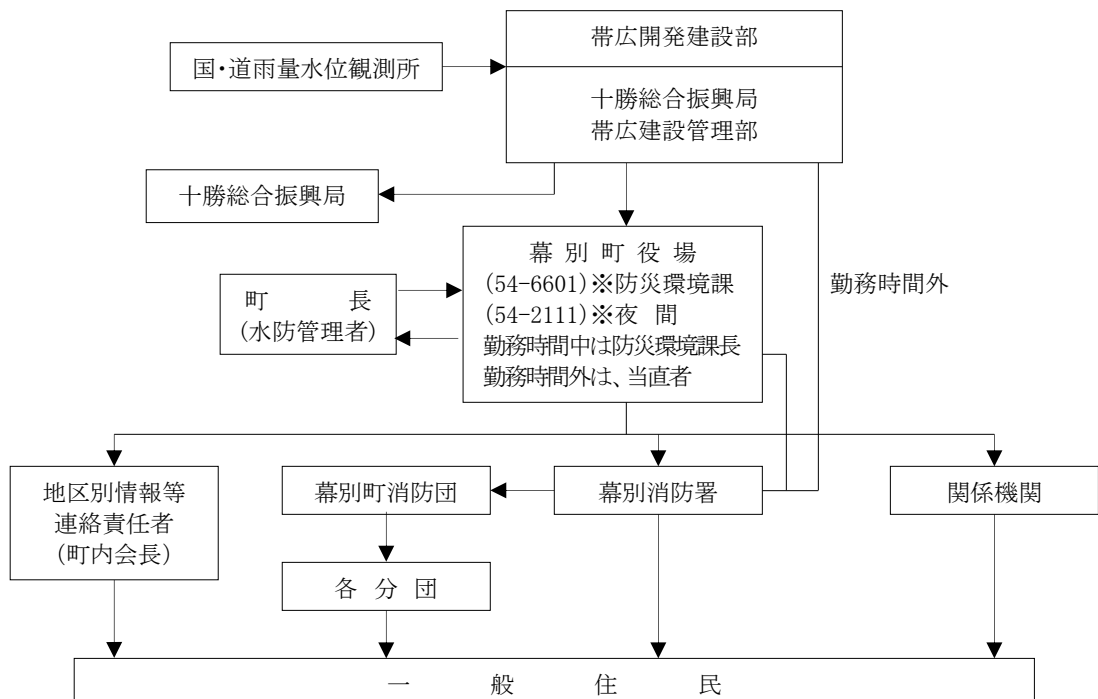 帯広開発建設部
国・道雨量水位観測所
十勝総合振興局
帯広建設管理部
十勝総合振興局
幕 別 町 役 場
(54-6601)※防災環境課
(54-2111)※夜 間
勤務時間中は防災環境課長
勤務時間外は、当直者
勤務時間外
町 長
(水防管理者)
地区別情報等
連絡責任者
(町内会長)
幕別町消防団
幕別消防署
関係機関
各 分 団
一 般 住 民